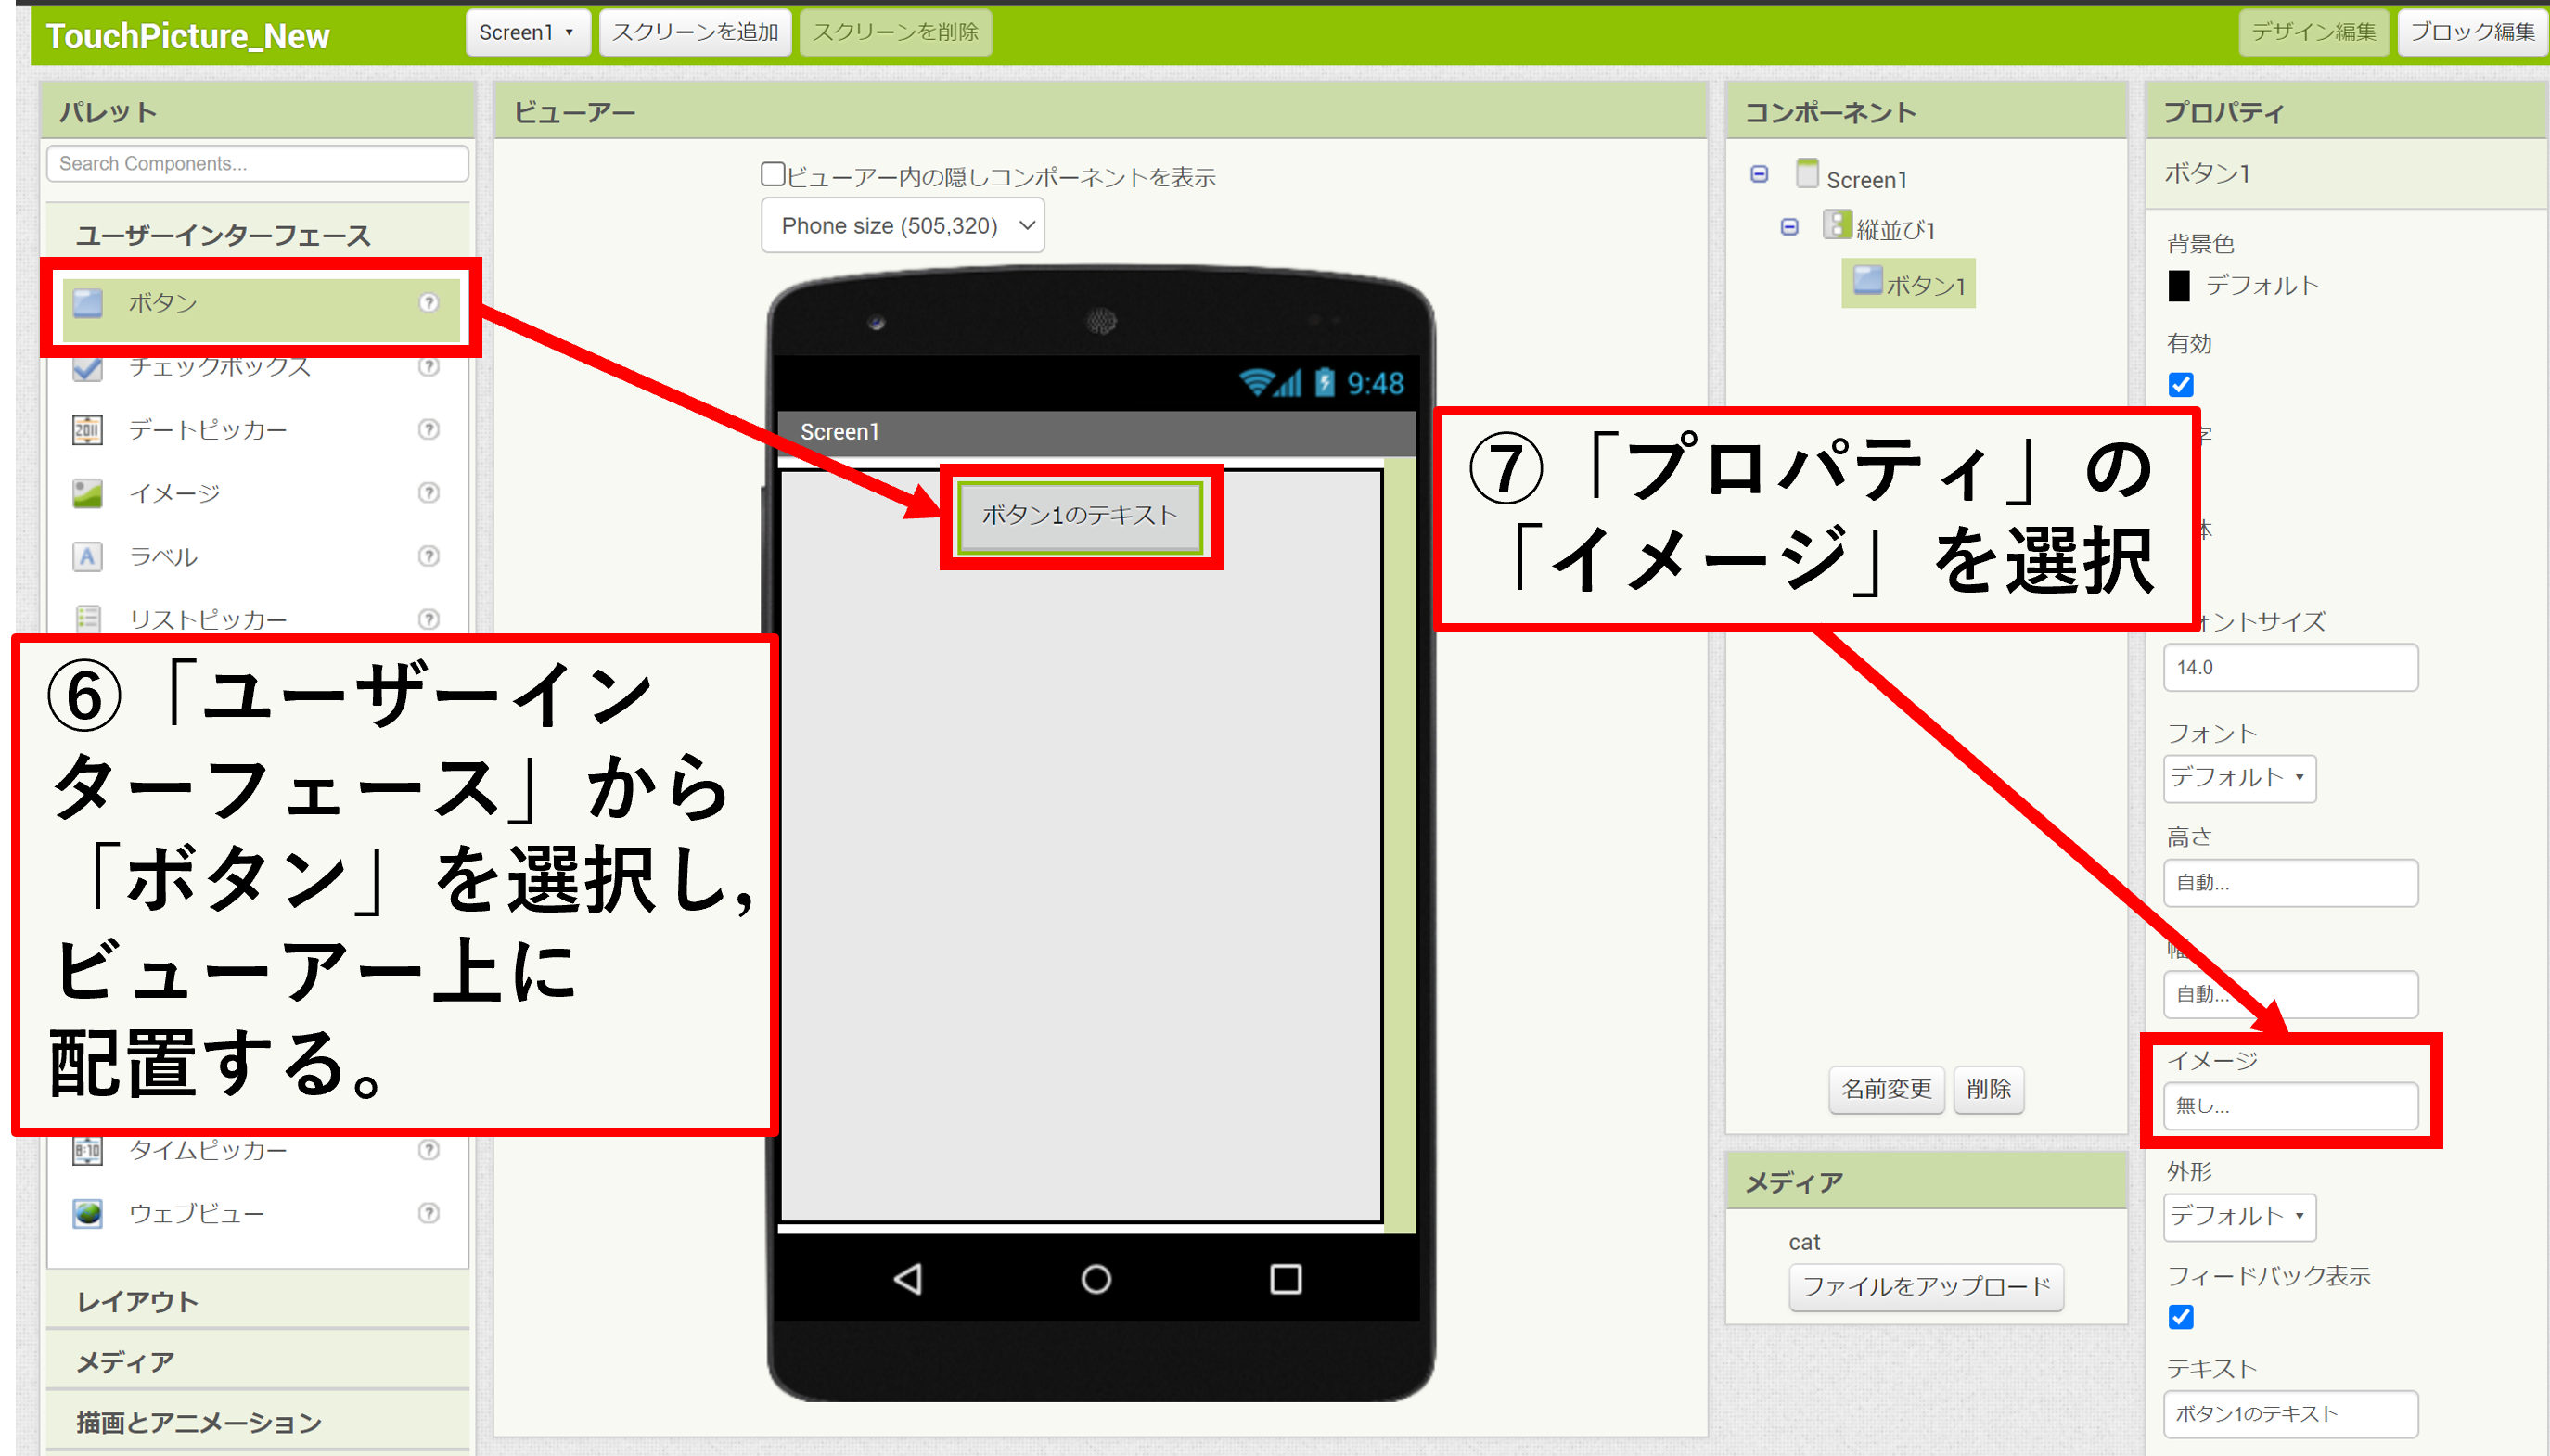 TouchPicture_New
Screen1
スクリーンを追加
スクリーンを削除
デザイン編集
ブロック編集
パレット
Search Components...
ユーザーインターフェース
ボタン
チェックボックス
デートピッカー
イメージ
ラベル
リストピッカー
⑥「ユーザーイン
ターフェース」から
「ボタン」を選択し,
ビューアー上に
配置する。
タイムピッカー
ウェブビュー
レイアウト
メディア
描画とアニメーション
ビューアー
ビューアー内の隠しコンポーネントを表示
Phone size (505,320)
9:48
Screen1
ボタン1のテキスト
コンポーネント
Screen1
縦並び1
ボタン1
⑦「プロパティ」の
「イメージ」を選択
名前変更
削除
メディア
cat
ファイルをアップロード
プロパティ
ボタン1
背景色
デフォルト
有効
ォントサイズ
14.0
フォント
デフォルト
高さ
自動...
幅
自動...
イメージ
無し...
外形
デフォルト
フィードバック表示
テキスト
ボタン1のテキスト